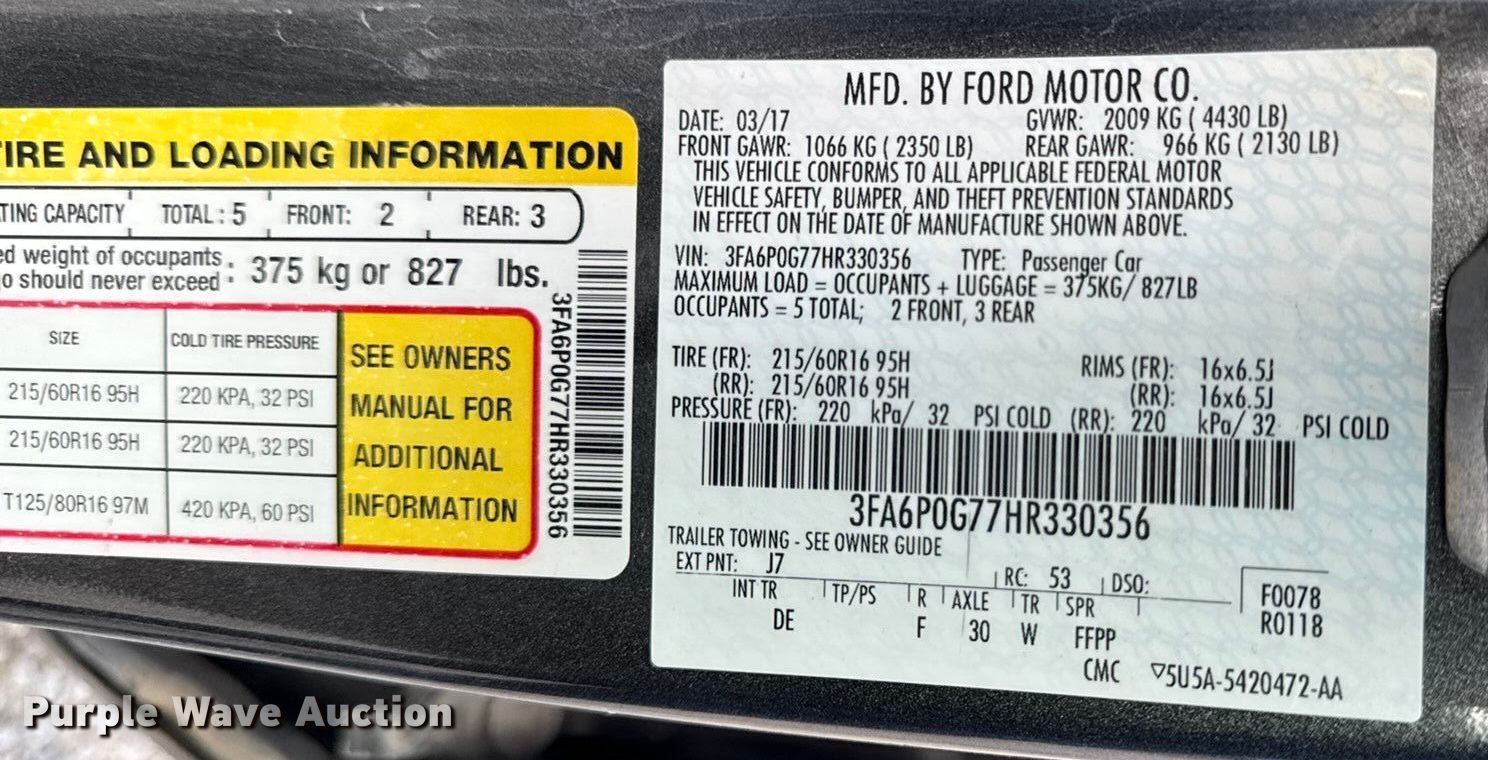 TIRE AND LOADING INFORMATION
TING CAPACITY TOTAL: 5 FRONT: 2 REAR: 3
ed weight of occupants
o should never exceed : 375 kg or 827 lbs.
SIZE COLD TIRE PRESSURE
215/60R16 95H 220 KPA, 32 PSI
215/60R16 95H 220 KPA, 32 PSI
T125/80R16 97M 420 KPA, 60 PSI
SEE OWNERS
MANUAL FOR
ADDITIONAL
INFORMATION
3FA6P0G77HR330356
MFD. BY FORD MOTOR CO.
DATE: 03/17 GVWR: 2009 KG ( 4430 LB)
FRONT GAWR: 1066 KG ( 2350 LB) REAR GAWR: 966 KG ( 2130 LB)
THIS VEHICLE CONFORMS TO ALL APPLICABLE FEDERAL MOTOR
VEHICLE SAFETY, BUMPER, AND THEFT PREVENTION STANDARDS
IN EFFECT ON THE DATE OF MANUFACTURE SHOWN ABOVE.
VIN: 3FA6P0G77HR330356 TYPE: Passenger Car
MAXIMUM LOAD = OCCUPANTS + LUGGAGE = 375KG/ 827LB
OCCUPANTS = 5 TOTAL; 2 FRONT, 3 REAR
TIRE (FR): 215/60R16 95H RIMS (FR): 16x6.5J
(RR): 215/60R16 95H (RR): 16x6.5J
PRESSURE (FR): 220 kPa/ 32 PSI COLD (RR): 220 kPa/ 32 PSI COLD
3FA6P0G77HR330356
TRAILER TOWING - SEE OWNER GUIDE
EXT PNT: J7 RC: 53 DSO:
INT TR TP/PS R AXLE TR SPR F0078
DE F 30 W FFPP R0118
CMC ▽5U5A-5420472-AA
Purple Wave Auction